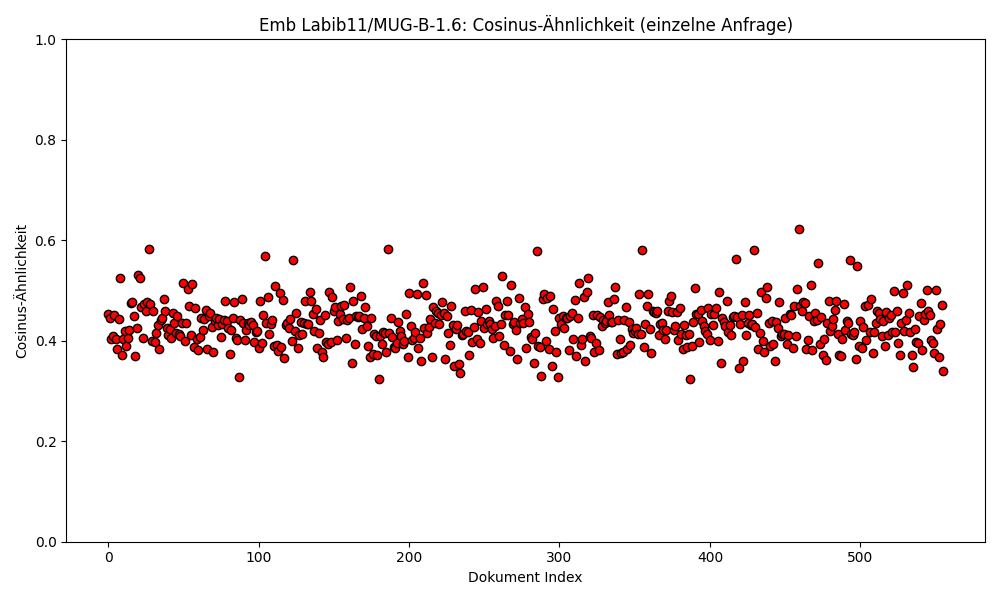 Emb Labib11/MUG-B-1.6: Cosinus-Ähnlichkeit (einzelne Anfrage)
1.0
0.8
0.6
0.4
0.2
0.0
Cosinus-Ähnlichkeit
0 100 200 300 400 500
Dokument Index